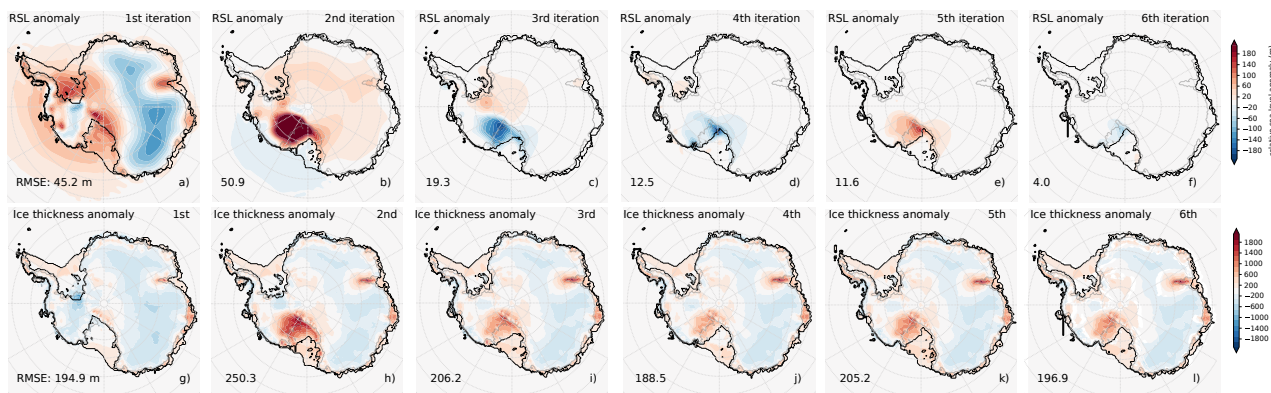 RSL anomaly 1st iteration
RMSE: 45.2 m a)
RSL anomaly 2nd iteration
50.9 b)
RSL anomaly 3rd iteration
19.3 c)
RSL anomaly 4th iteration
12.5 d)
RSL anomaly 5th iteration
11.6 e)
RSL anomaly 6th iteration
4.0 f)
180
140
100
60
20
−20
−60
−100
−140
−180
Ice thickness anomaly 1st
RMSE: 194.9 m g)
Ice thickness anomaly 2nd
250.3 h)
Ice thickness anomaly 3rd
206.2 i)
Ice thickness anomaly 4th
188.5 j)
Ice thickness anomaly 5th
205.2 k)
Ice thickness anomaly 6th
196.9 l)
1800
1400
1000
600
200
−200
−600
−1000
−1400
−1800